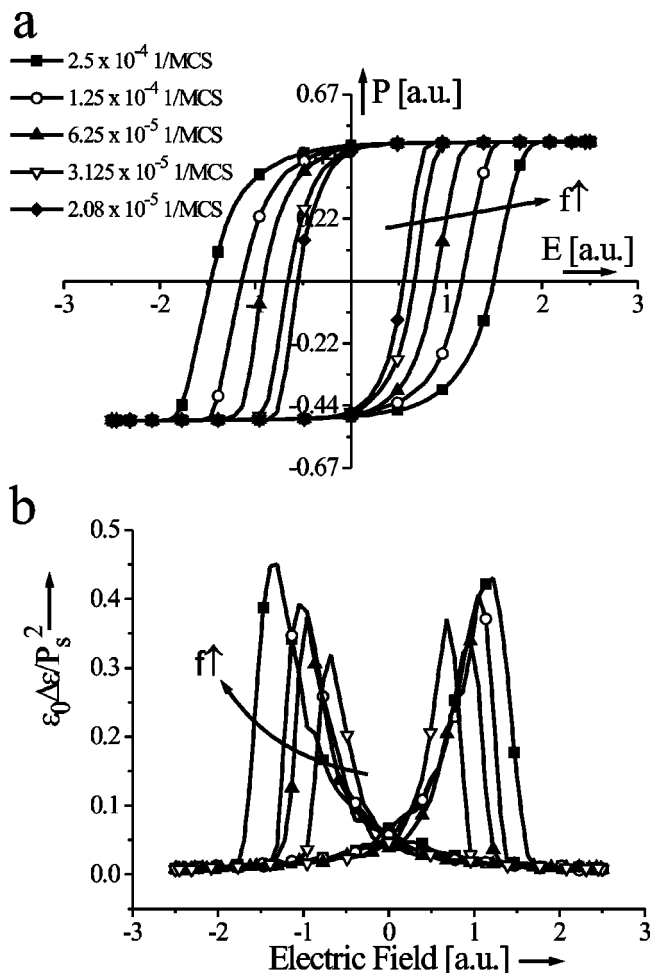 a
2.5 x 10⁻⁴ 1/MCS
1.25 x 10⁻⁴ 1/MCS
6.25 x 10⁻⁵ 1/MCS
3.125 x 10⁻⁵ 1/MCS
2.08 x 10⁻⁵ 1/MCS
0.67
P [a.u.]
0.22
f↑
E [a.u.]
-3 -2 -1 0 1 2 3
-0.22
-0.44
-0.67
b
0.5
0.4
0.3
0.2
0.1
0.0
ε₀Δε/Pₛ²
f↑
-3 -2 -1 0 1 2 3
Electric Field [a.u.]